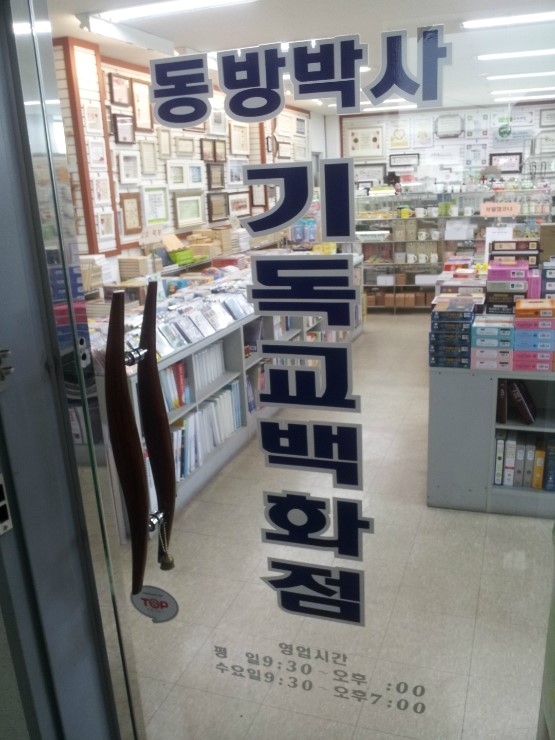 동방박사
기독교백화점
영업시간
평 일9:30~오후 :00
수요일9:30~오후7:00
TOP